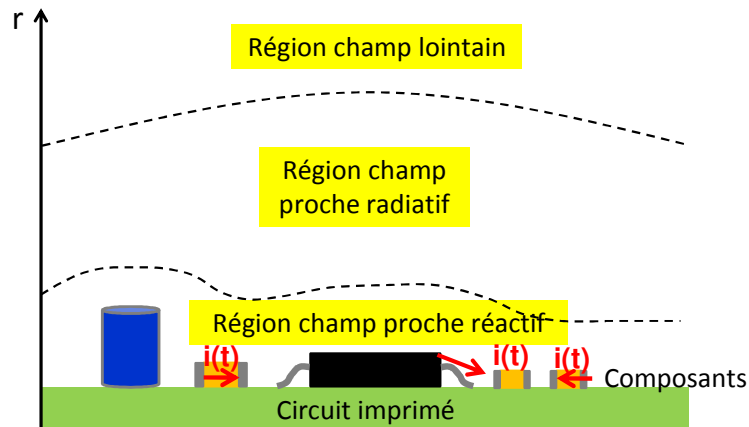 r
Région champ lointain
Région champ
proche radiatif
Région champ proche réactif
i(t)
i(t)
i(t)
Composants
Circuit imprimé